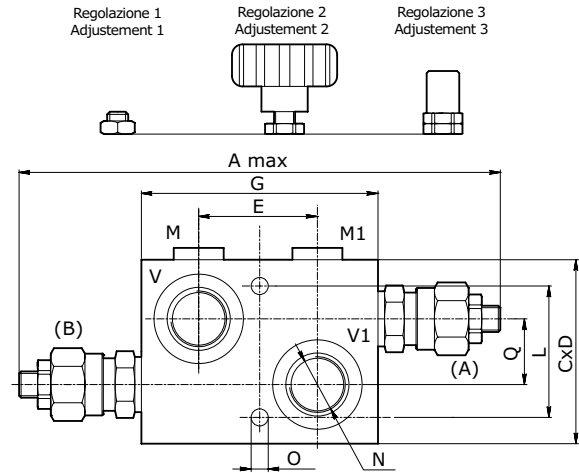 Regolazione 1
Adjustement 1
Regolazione 2
Adjustement 2
Regolazione 3
Adjustement 3
A max
G
E
M
M1
V
V1
(B)
(A)
Q
L
CxD
O
N